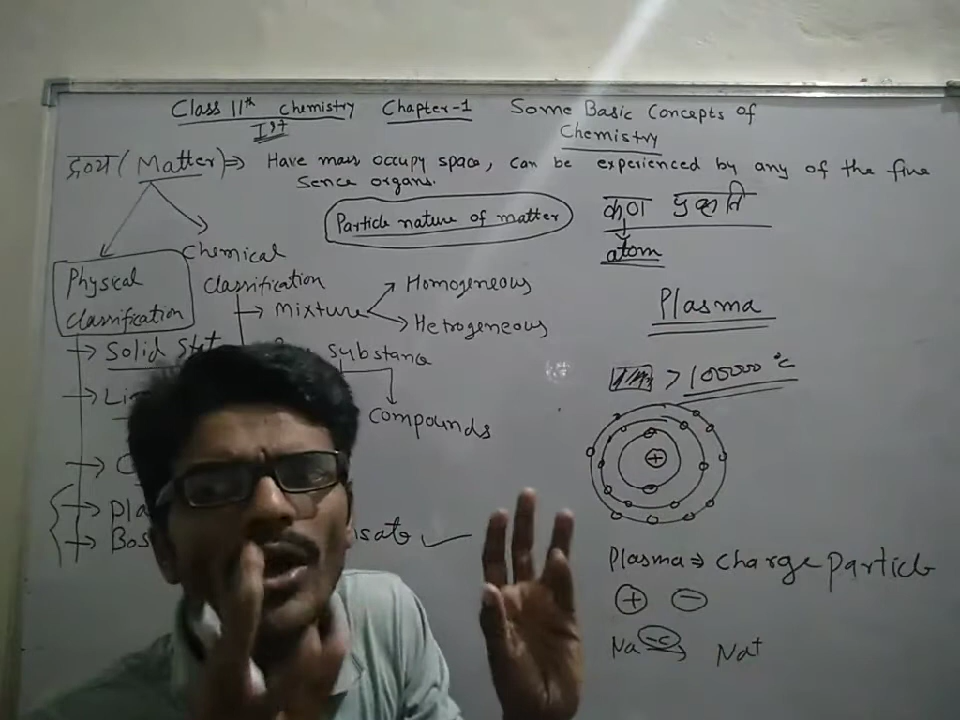 Class 11th Chemistry Chapter-1 Some Basic Concepts of
Ist
Chemistry
द्रव्य (Matter) ⇒ Have mass occupy space, can be experienced by any of the five
Sence organs.
Particle nature of matter
कण प्रकृति
atom
Physical
Classification
Chemical
Classification
→ Mixture
Homogeneous
Hetrogeneous
Plasma
→ Solid
Substance
> 100000 °C
Compounds
+
Plasma ⇒ Charge Particle
+ −
Na Na+